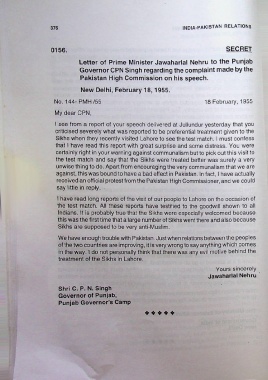 378 INDIA-PAKISTAN RELATIONS
0156. SECRET
Letter of Prime Minister Jawaharlal Nehru to the Punjab
Governor CPN Singh regarding the complaint made by the
Pakistan High Commission on his speech.
New Delhi, February 18, 1955.
No. 144- PMH/55 18 February, 1955
My dear CPN,
I see from a report of your speech delivered at Jullundur yesterday that you
criticised severely what was reported to be preferential treatment given to the
Sikhs when they recently visited Lahore to see the test match. I must confess
that I have read this report with great surprise and some distress. You were
certainly right in your warning against communalism but to pick out this visit to
the test match and say that the Sikhs were treated better was surely a very
unwise thing to do. Apart from encouraging the very communalism that we are
against, this was bound to have a bad effect in Pakistan. In fact, I have actually
received an official protest from the Pakistan High Commissioner, and we could
say little in reply.
I have read long reports of the visit of our people to Lahore on the occasion of
the test match. All these reports have testified to the goodwill shown to all
Indians. It is probably true that the Sikhs were especially welcomed because
this was the first time that a large number of Sikhs went there and also because
Sikhs are supposed to be very anti-Muslim.
We have enough trouble with Pakistan. Just when relations between the peoples
of the two countries are improving, it is very wrong to say anything which comes
in the way. I do not personally think that there was any evil motive behind the
treatment of the Sikhs in Lahore.
Yours sincerely
Jawaharlal Nehru
Shri C. P. N. Singh
Governor of Punjab,
Punjab Governor's Camp
* * * * *